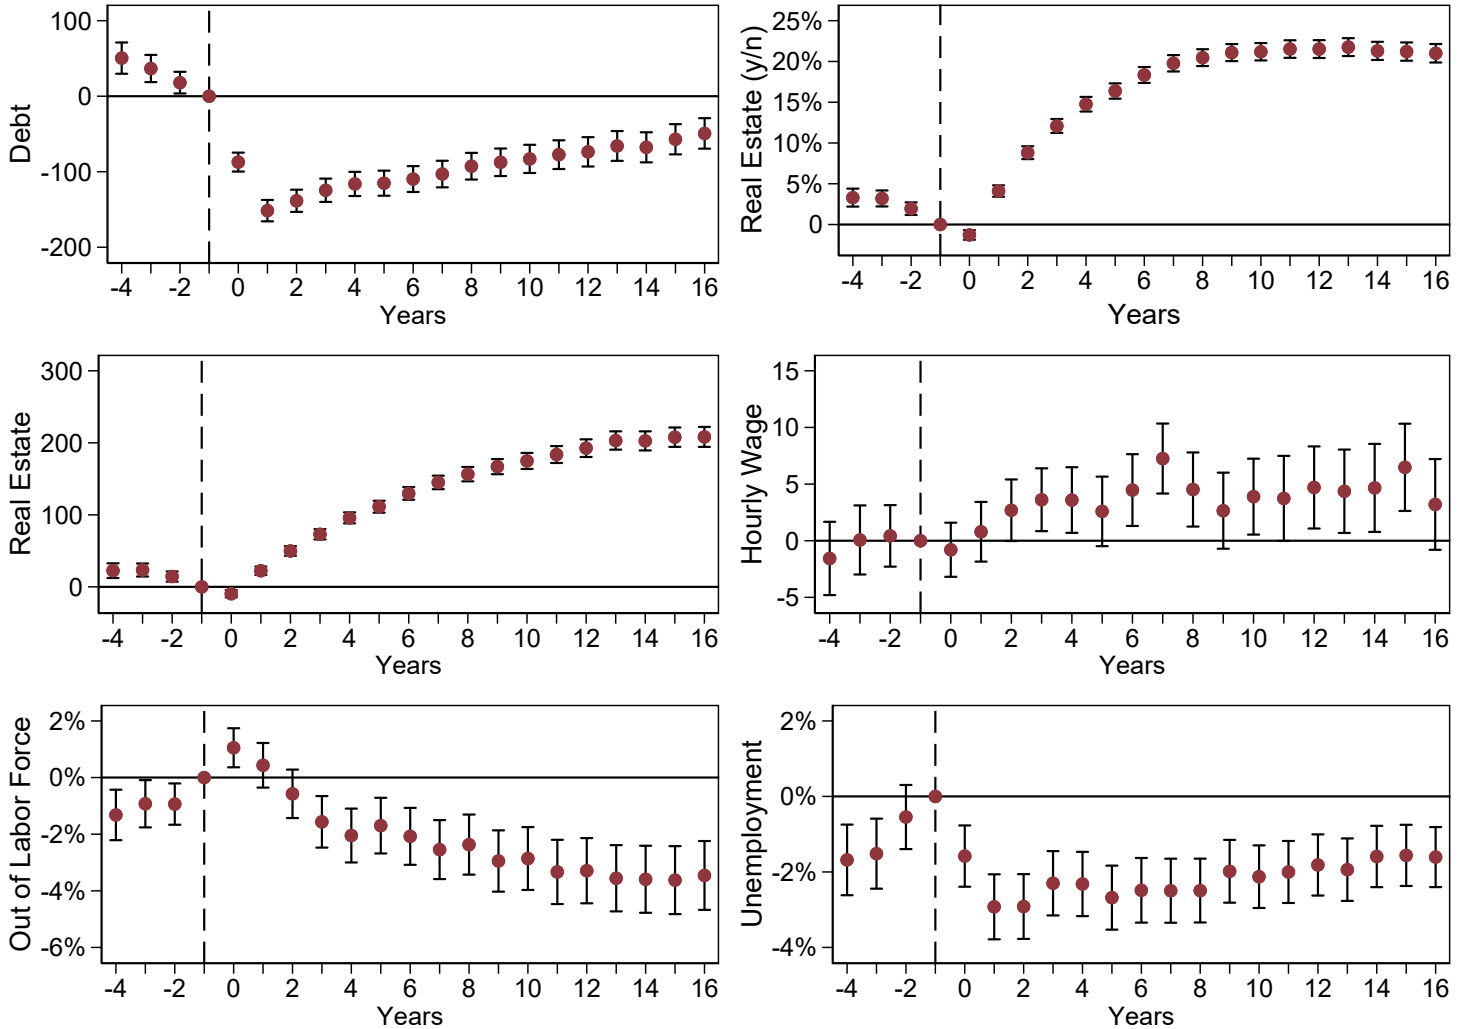 Debt
100
0
-100
-200
-4 -2 0 2 4 6 8 10 12 14 16
Years
Real Estate (y/n)
25%
20%
15%
10%
5%
0
-4 -2 0 2 4 6 8 10 12 14 16
Years
Real Estate
300
200
100
0
-4 -2 0 2 4 6 8 10 12 14 16
Years
Hourly Wage
15
10
5
0
-5
-4 -2 0 2 4 6 8 10 12 14 16
Years
Out of Labor Force
2%
0%
-2%
-4%
-6%
-4 -2 0 2 4 6 8 10 12 14 16
Years
Unemployment
2%
0%
-2%
-4%
-4 -2 0 2 4 6 8 10 12 14 16
Years